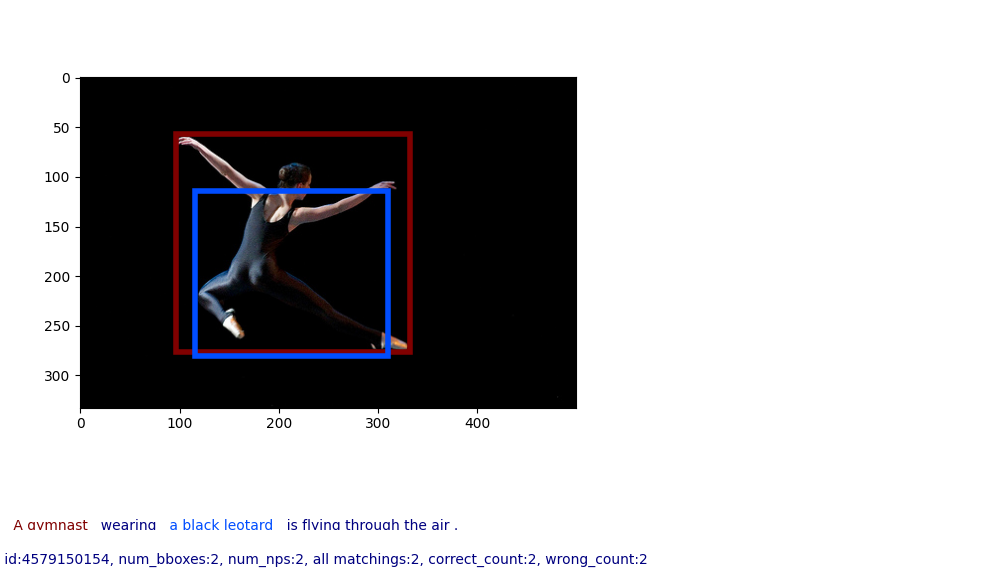 0
50
100
150
200
250
300
0 100 200 300 400
A gymnast wearing a black leotard is flying through the air .
id:4579150154, num_bboxes:2, num_nps:2, all matchings:2, correct_count:2, wrong_count:2